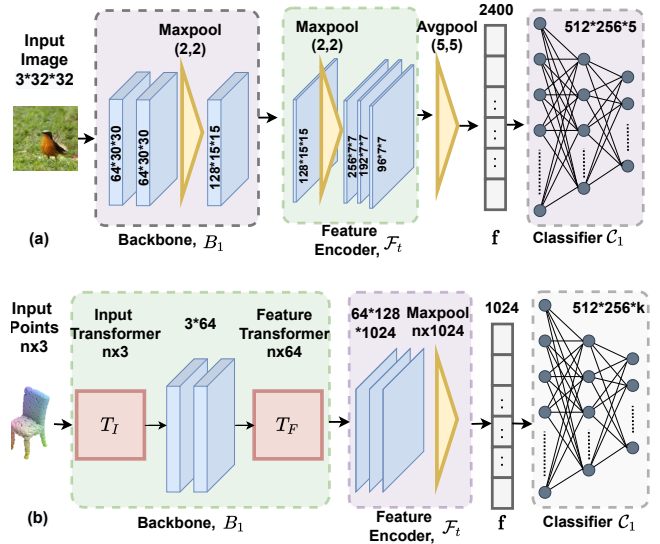 Input
Image
3*32*32
Maxpool
(2,2)
64*30*30
64*30*30
128*15*15
Backbone, B₁
Maxpool
(2,2)
128*15*15
256*7*7
192*7*7
96*7*7
Feature
Encoder, ℱₜ
Avgpool
(5,5)
2400
f
512*256*5
Classifier 𝒞₁
(a)
Input
Points
nx3
Input
Transformer
nx3
T_I
3*64
Feature
Transformer
nx64
T_F
Backbone, B₁
64*128
*1024
Maxpool
nx1024
Feature
Encoder, ℱₜ
1024
f
512*256*k
Classifier 𝒞₁
(b)